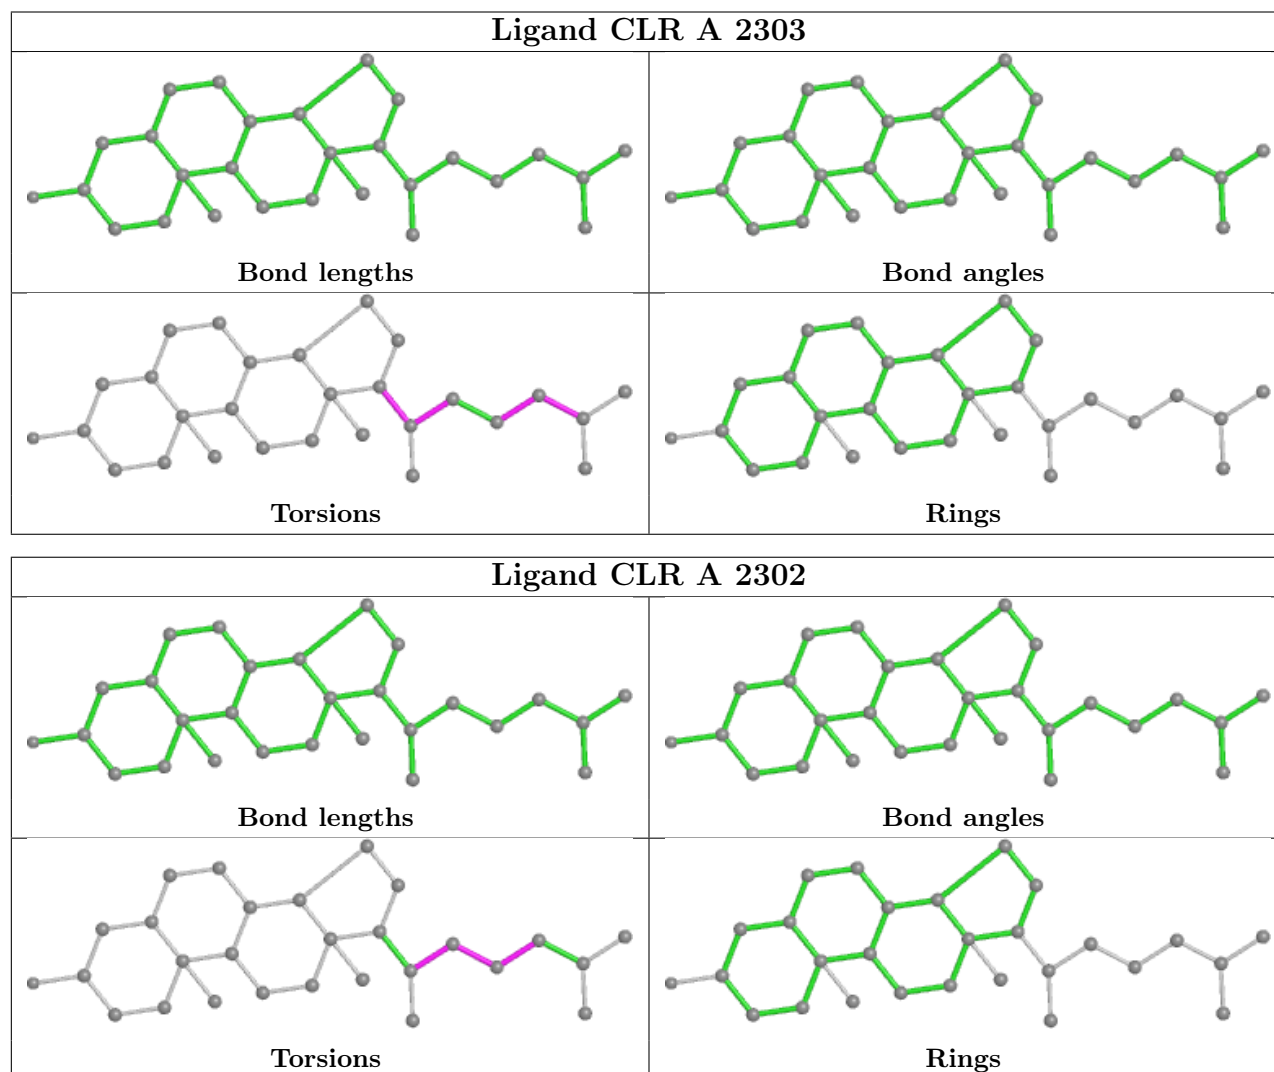 Ligand CLR A 2303
Bond lengths
Bond angles
Torsions
Rings
Ligand CLR A 2302
Bond lengths
Bond angles
Torsions
Rings